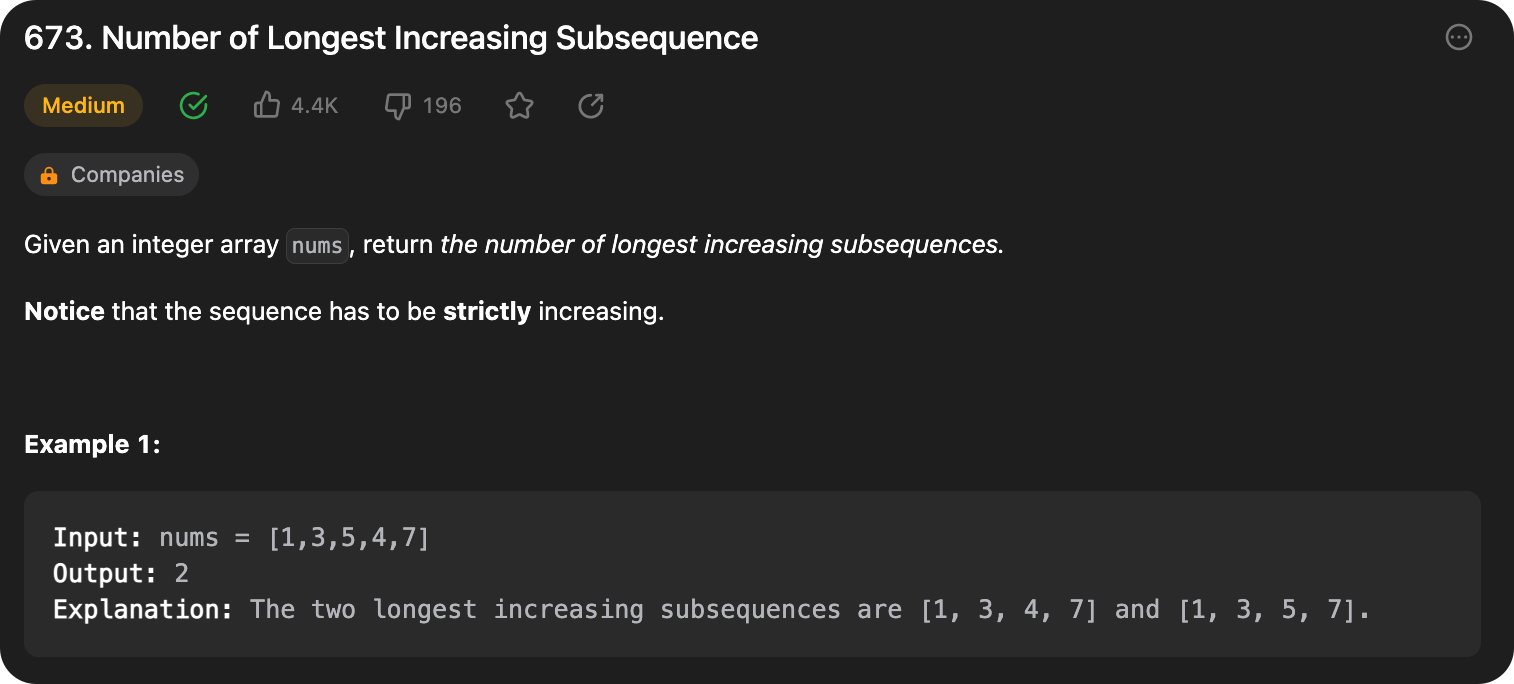 673. Number of Longest Increasing Subsequence
Medium 4.4K 196
Companies
Given an integer array nums, return the number of longest increasing subsequences.
Notice that the sequence has to be strictly increasing.
Example 1:
Input: nums = [1,3,5,4,7]
Output: 2
Explanation: The two longest increasing subsequences are [1, 3, 4, 7] and [1, 3, 5, 7].